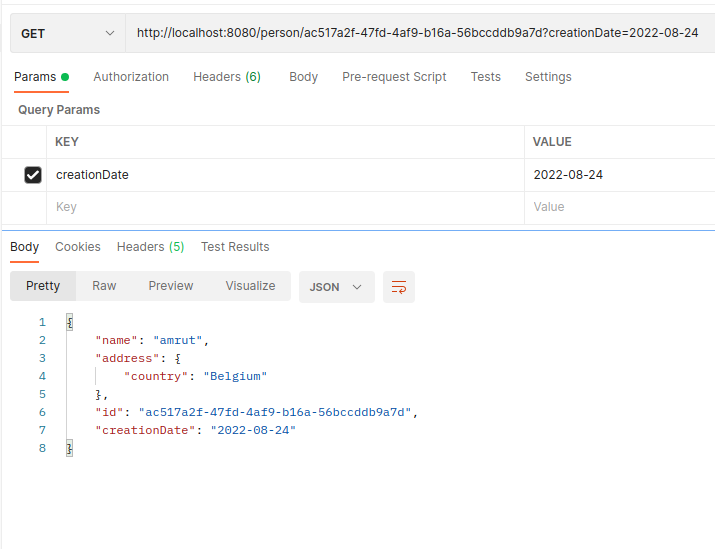 GET http://localhost:8080/person/ac517a2f-47fd-4af9-b16a-56bccddb9a7d?creationDate=2022-08-24
Params Authorization Headers (6) Body Pre-request Script Tests Settings
Query Params
KEY VALUE
creationDate 2022-08-24
Key Value
Body Cookies Headers (5) Test Results
Pretty Raw Preview Visualize JSON
1 {
2 "name": "amrut",
3 "address": {
4 "country": "Belgium"
5 },
6 "id": "ac517a2f-47fd-4af9-b16a-56bccddb9a7d",
7 "creationDate": "2022-08-24"
8 }